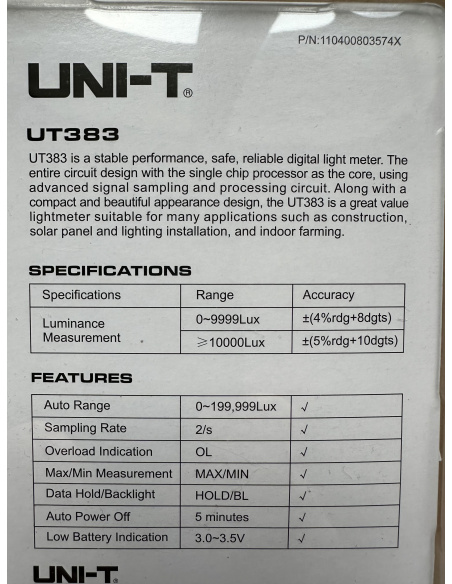 P/N:110400803574X
UNI-T®
UT383
UT383 is a stable performance, safe, reliable digital light meter. The
entire circuit design with the single chip processor as the core, using
advanced signal sampling and processing circuit. Along with a
compact and beautiful appearance design, the UT383 is a great value
lightmeter suitable for many applications such as construction,
solar panel and lighting installation, and indoor farming.
SPECIFICATIONS
Specifications Range Accuracy
Luminance Measurement 0~9999Lux ±(4%rdg+8dgts)
≥10000Lux ±(5%rdg+10dgts)
FEATURES
Auto Range 0~199,999Lux √
Sampling Rate 2/s √
Overload Indication OL √
Max/Min Measurement MAX/MIN √
Data Hold/Backlight HOLD/BL √
Auto Power Off 5 minutes √
Low Battery Indication 3.0~3.5V √
UNI-T®